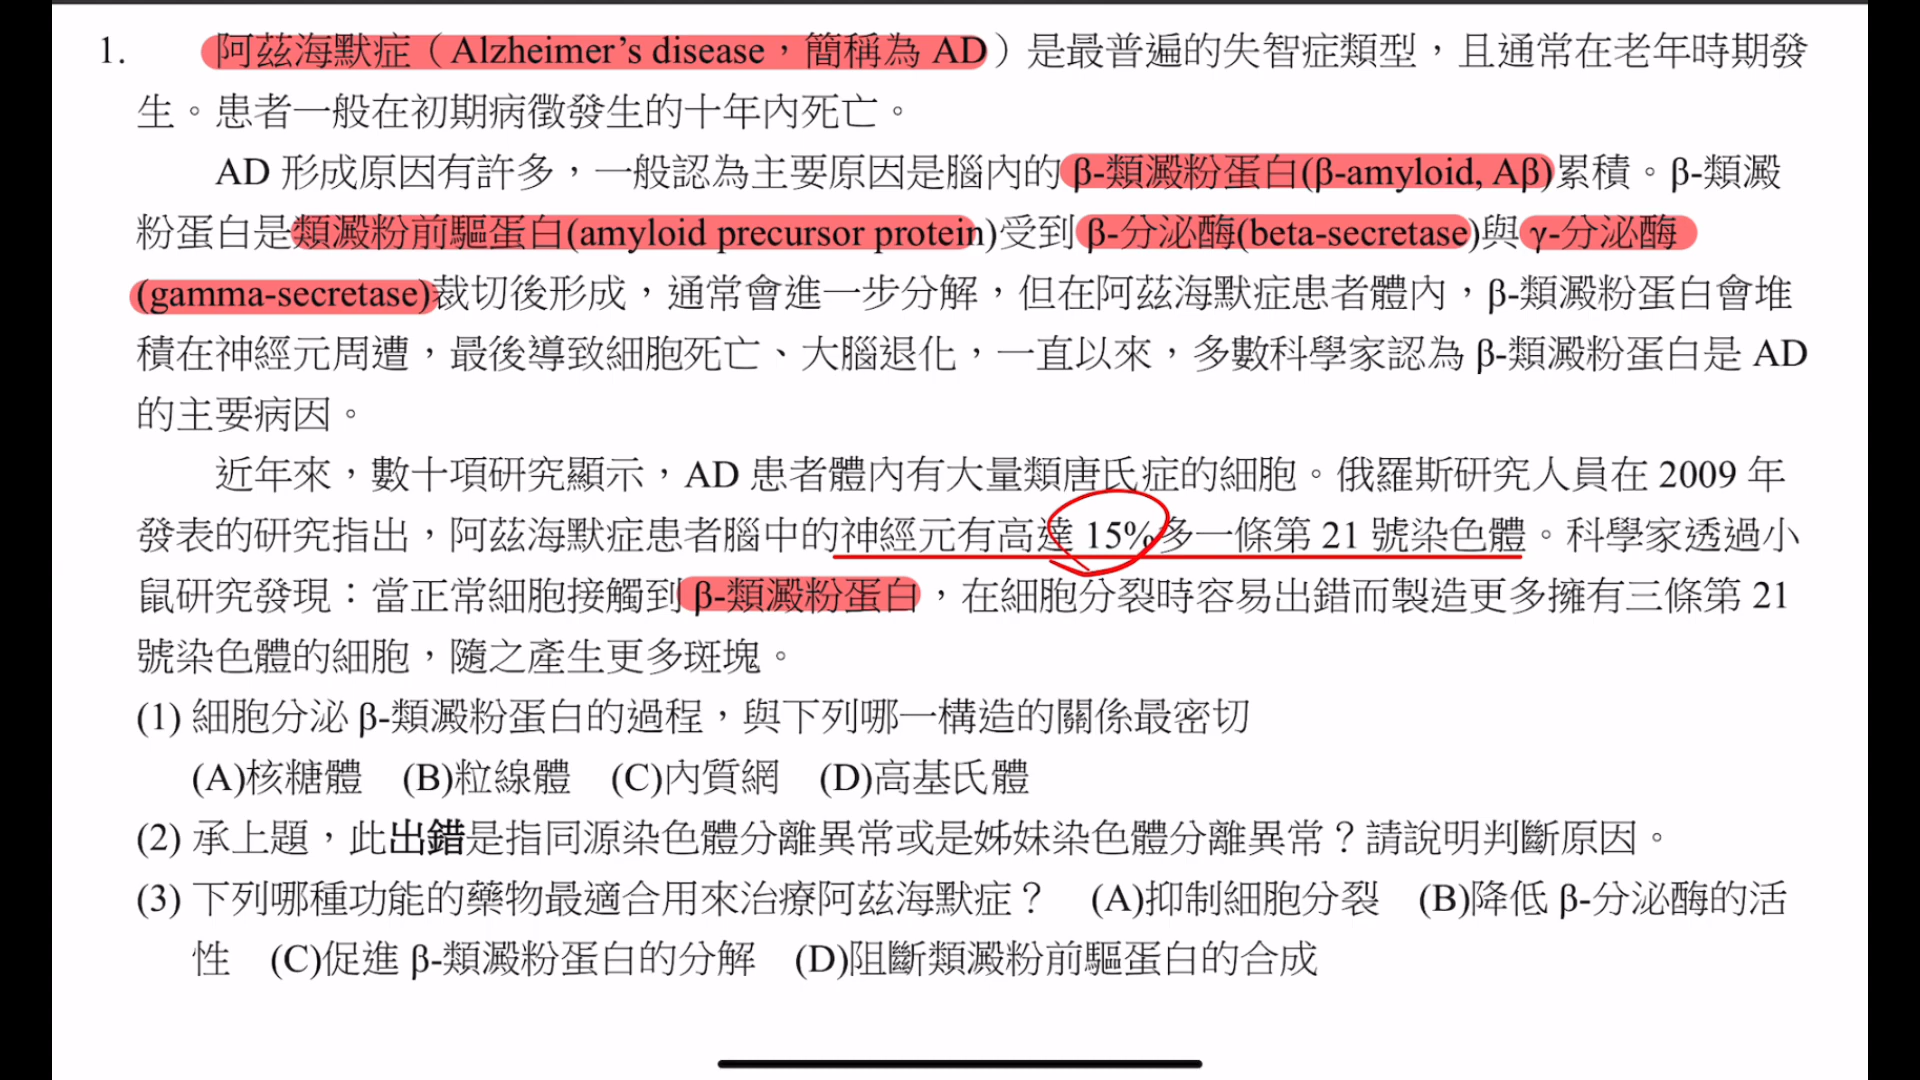 1. 阿茲海默症（Alzheimer’s disease，簡稱為 AD）是最普遍的失智症類型，且通常在老年時期發
生。患者一般在初期病徵發生的十年內死亡。
AD 形成原因有許多，一般認為主要原因是腦內的 β-類澱粉蛋白(β-amyloid, Aβ)累積。β-類澱
粉蛋白是類澱粉前驅蛋白(amyloid precursor protein)受到 β-分泌酶(beta-secretase)與 γ-分泌酶
(gamma-secretase)裁切後形成，通常會進一步分解，但在阿茲海默症患者體內，β-類澱粉蛋白會堆
積在神經元周遭，最後導致細胞死亡、大腦退化，一直以來，多數科學家認為 β-類澱粉蛋白是 AD
的主要病因。
近年來，數十項研究顯示，AD 患者體內有大量類唐氏症的細胞。俄羅斯研究人員在 2009 年
發表的研究指出，阿茲海默症患者腦中的神經元有高達 15%多一條第 21 號染色體。科學家透過小
鼠研究發現：當正常細胞接觸到 β-類澱粉蛋白，在細胞分裂時容易出錯而製造更多擁有三條第 21
號染色體的細胞，隨之產生更多斑塊。
(1) 細胞分泌 β-類澱粉蛋白的過程，與下列哪一構造的關係最密切
(A)核糖體 (B)粒線體 (C)內質網 (D)高基氏體
(2) 承上題，此出錯是指同源染色體分離異常或是姊妹染色體分離異常？請說明判斷原因。
(3) 下列哪種功能的藥物最適合用來治療阿茲海默症？ (A)抑制細胞分裂 (B)降低 β-分泌酶的活
性 (C)促進 β-類澱粉蛋白的分解 (D)阻斷類澱粉前驅蛋白的合成